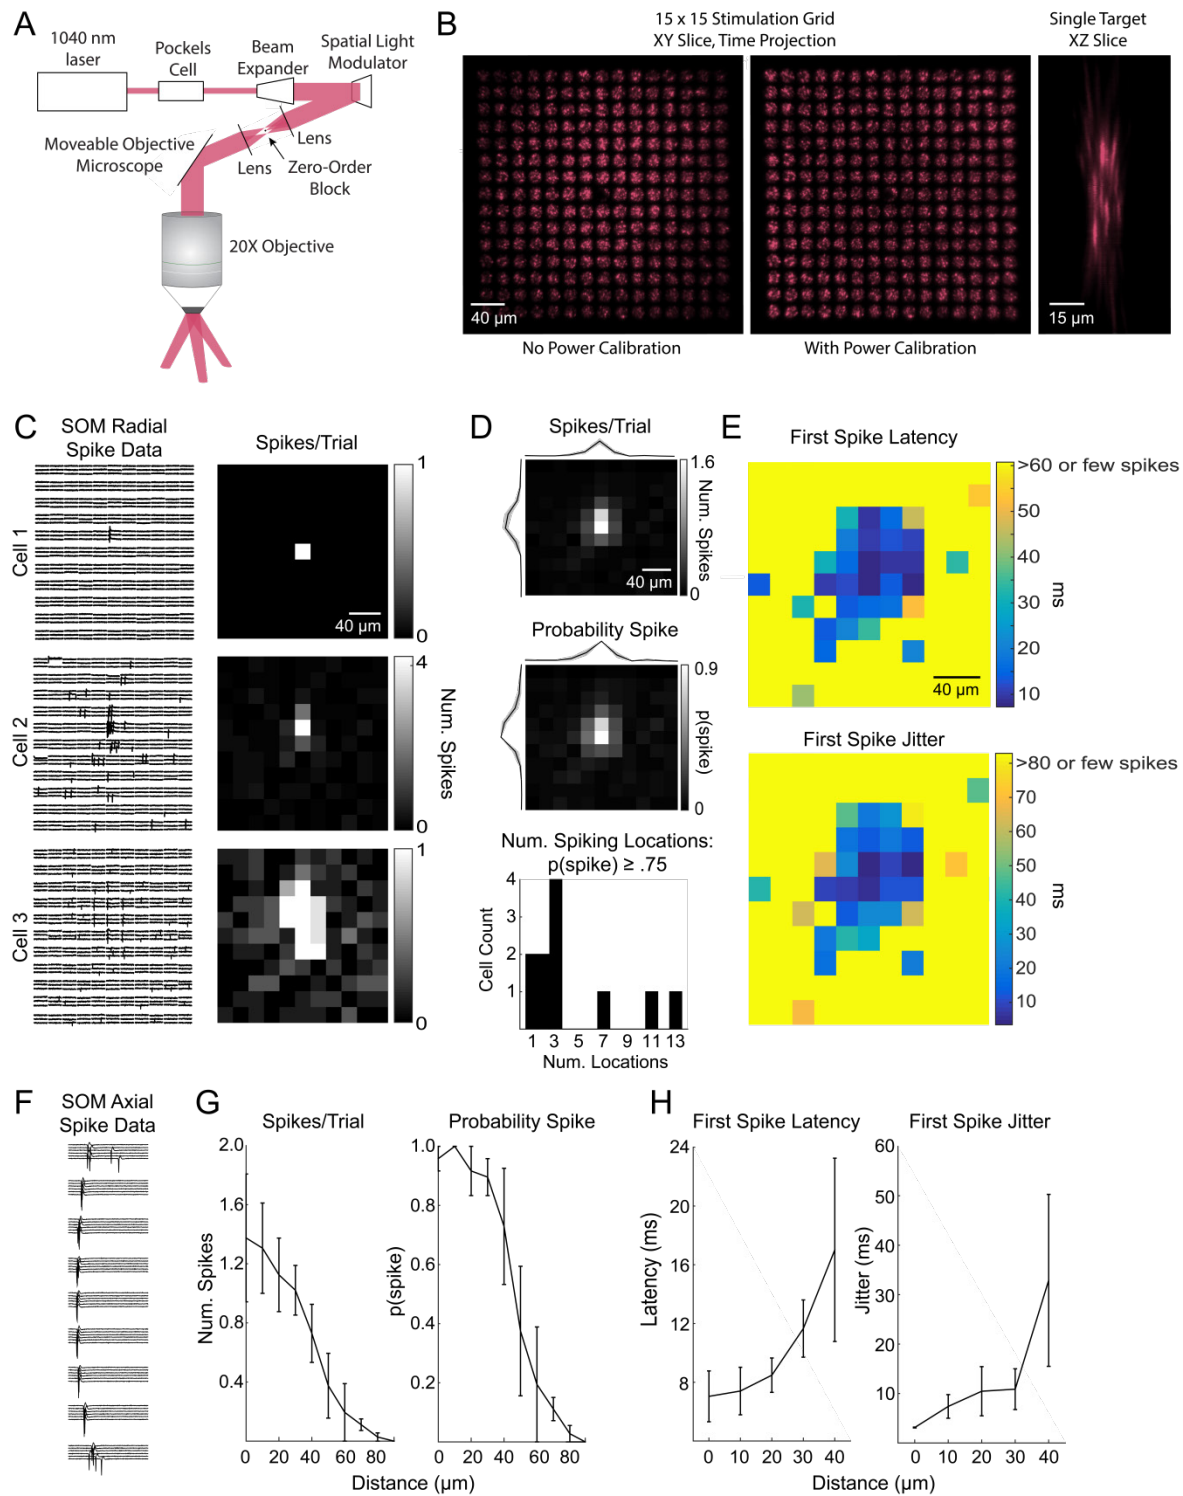 A
1040 nm
laser
Pockels
Cell
Beam
Expander
Spatial Light
Modulator
Moveable Objective
Microscope
Lens
Lens
Zero-Order
Block
20X Objective
B
15 x 15 Stimulation Grid
XY Slice, Time Projection
Single Target
XZ Slice
40 µm
15 µm
No Power Calibration
With Power Calibration
C
SOM Radial
Spike Data
Spikes/Trial
Cell 1
40 µm
1
0
Cell 2
4
0
Num. Spikes
Cell 3
1
0
D
Spikes/Trial
1.6
Num. Spikes
40 µm
0
Probability Spike
0.9
p(spike)
0
Num. Spiking Locations:
p(spike) ≥ .75
Cell Count
4
3
2
1
1 3 5 7 9 11 13
Num. Locations
E
First Spike Latency
>60 or few spikes
50
40
30
20
10
ms
40 µm
First Spike Jitter
>80 or few spikes
70
60
50
40
30
20
10
ms
F
SOM Axial
Spike Data
G
Spikes/Trial
Num. Spikes
2.0
1.6
1.2
0.8
0.4
0 20 40 60 80
Probability Spike
p(spike)
1.0
0.8
0.6
0.4
0.2
0 20 40 60 80
Distance (µm)
H
First Spike Latency
Latency (ms)
24
20
16
12
8
0 10 20 30 40
First Spike Jitter
Jitter (ms)
60
50
40
30
20
10
0 10 20 30 40
Distance (µm)